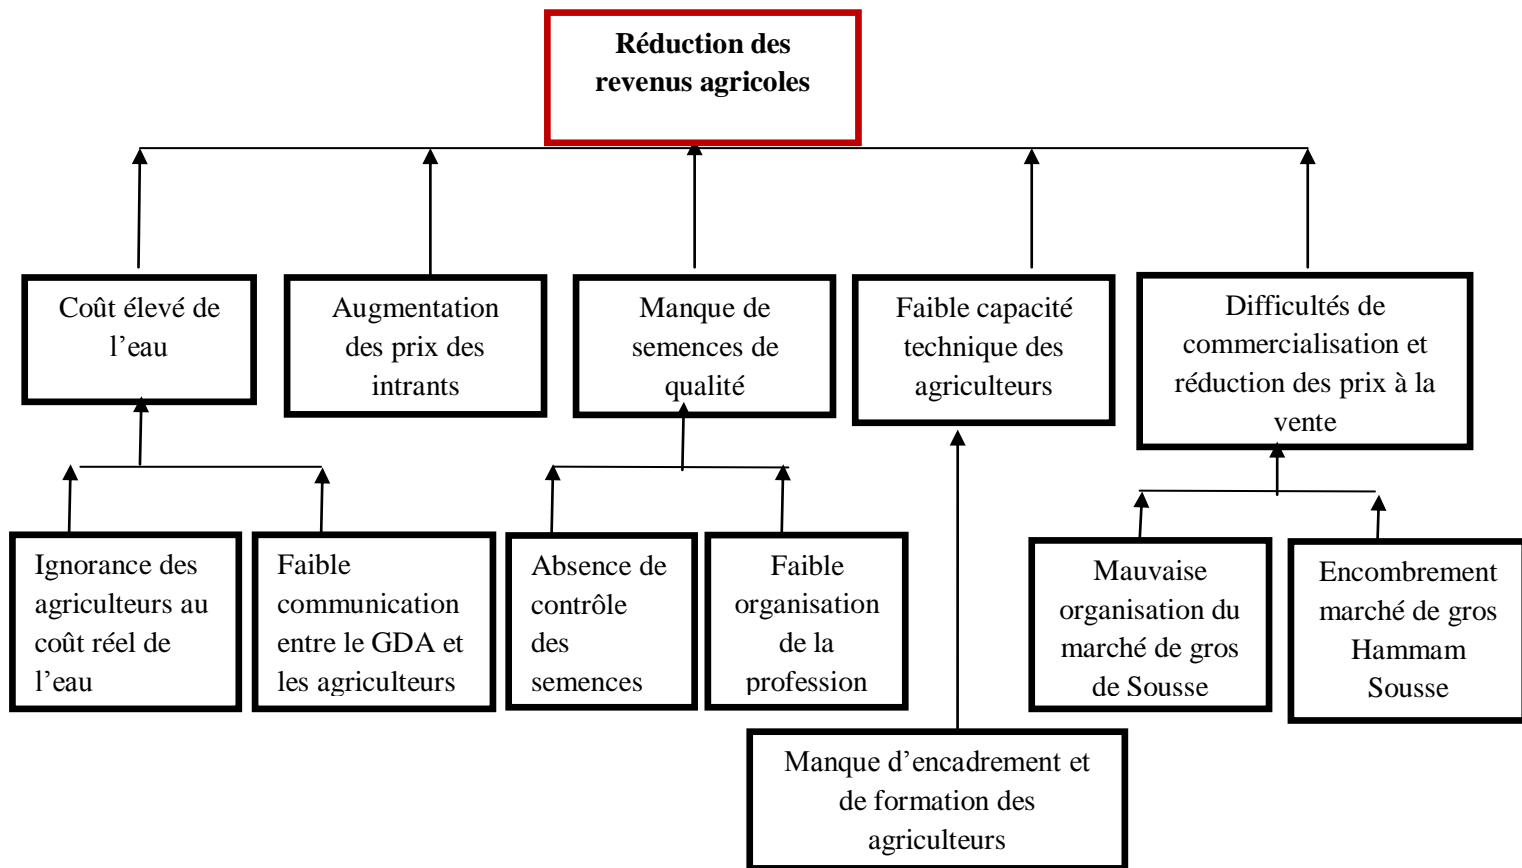 Réduction des
revenus agricoles
Coût élevé de
l’eau
Augmentation
des prix des
intrants
Manque de
semences de
qualité
Faible capacité
technique des
agriculteurs
Difficultés de
commercialisation et
réduction des prix à la
vente
Ignorance des
agriculteurs au
coût réel de
l’eau
Faible
communication
entre le GDA et
les agriculteurs
Absence de
contrôle
des
semences
Faible
organisation
de la
profession
Mauvaise
organisation du
marché de gros
de Sousse
Encombrement
marché de gros
Hammam
Sousse
Manque d’encadrement et
de formation des
agriculteurs